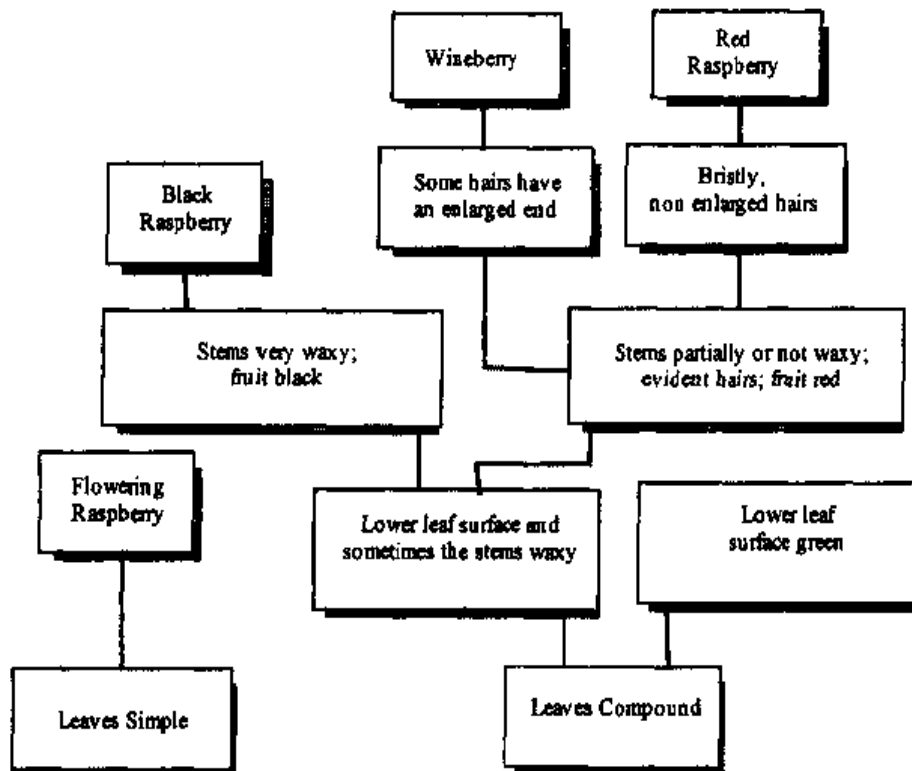 Wineberry
Red
Raspberry
Black
Raspberry
Some hairs have
an enlarged end
Bristly,
non enlarged hairs
Stems very waxy;
fruit black
Stems partially or not waxy;
evident hairs; fruit red
Flowering
Raspberry
Lower leaf surface and
sometimes the stems waxy
Lower leaf
surface green
Leaves Simple
Leaves Compound